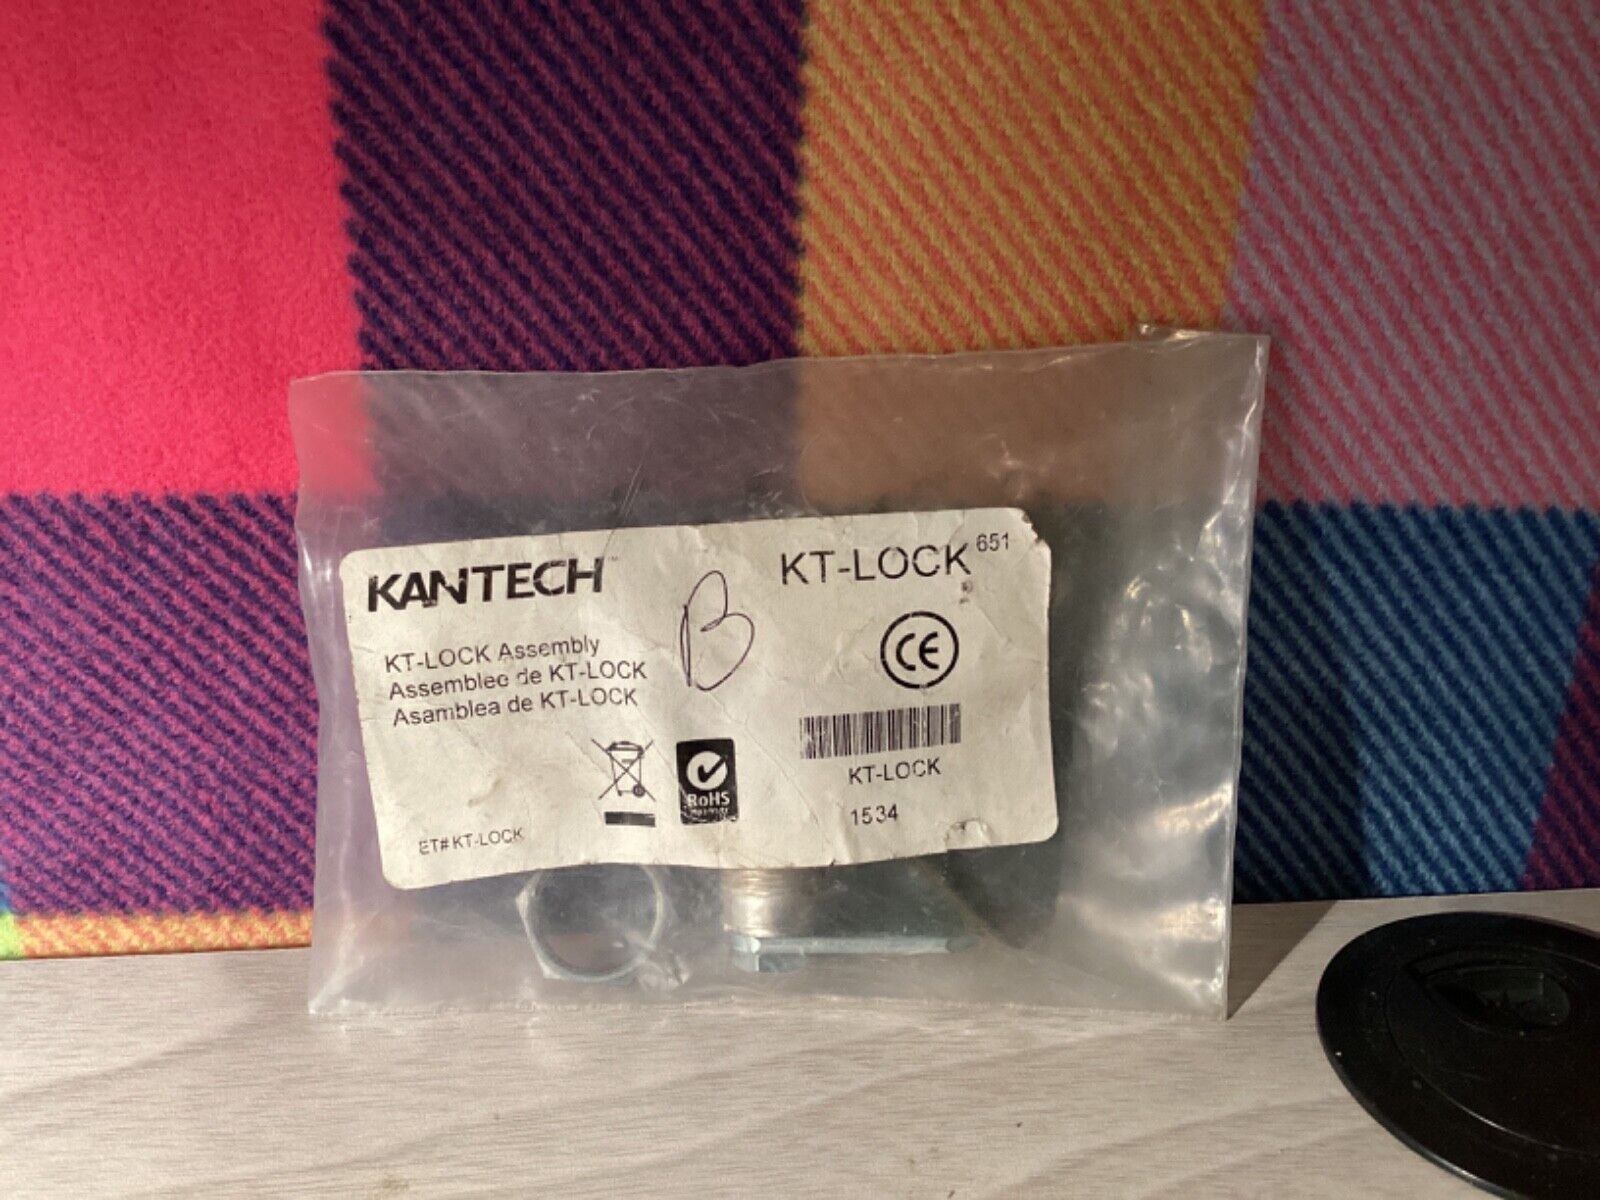 KANTECH™
KT-LOCK 651
B
KT-LOCK Assembly
Assemblee de KT-LOCK
Asamblea de KT-LOCK
CE
RoHS
KT-LOCK
1534
ET# KT-LOCK